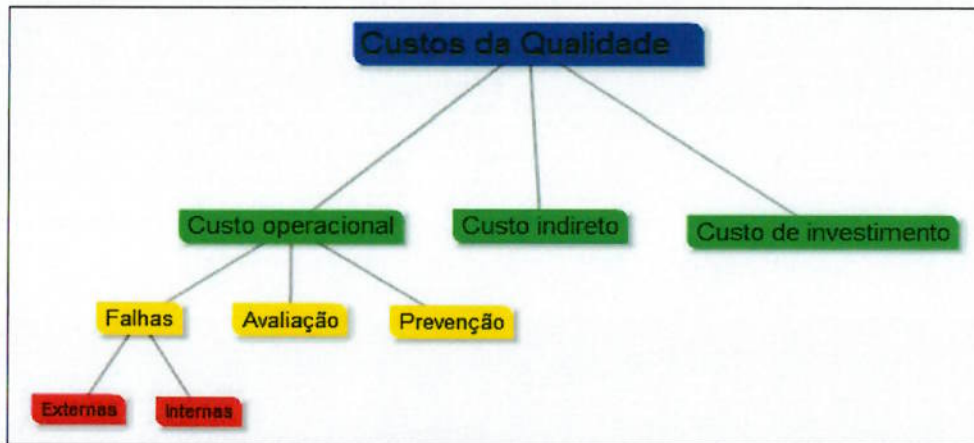 Custos da Qualidade
Custo operacional
Custo indireto
Custo de investimento
Falhas
Avaliação
Prevenção
Externas
Internas